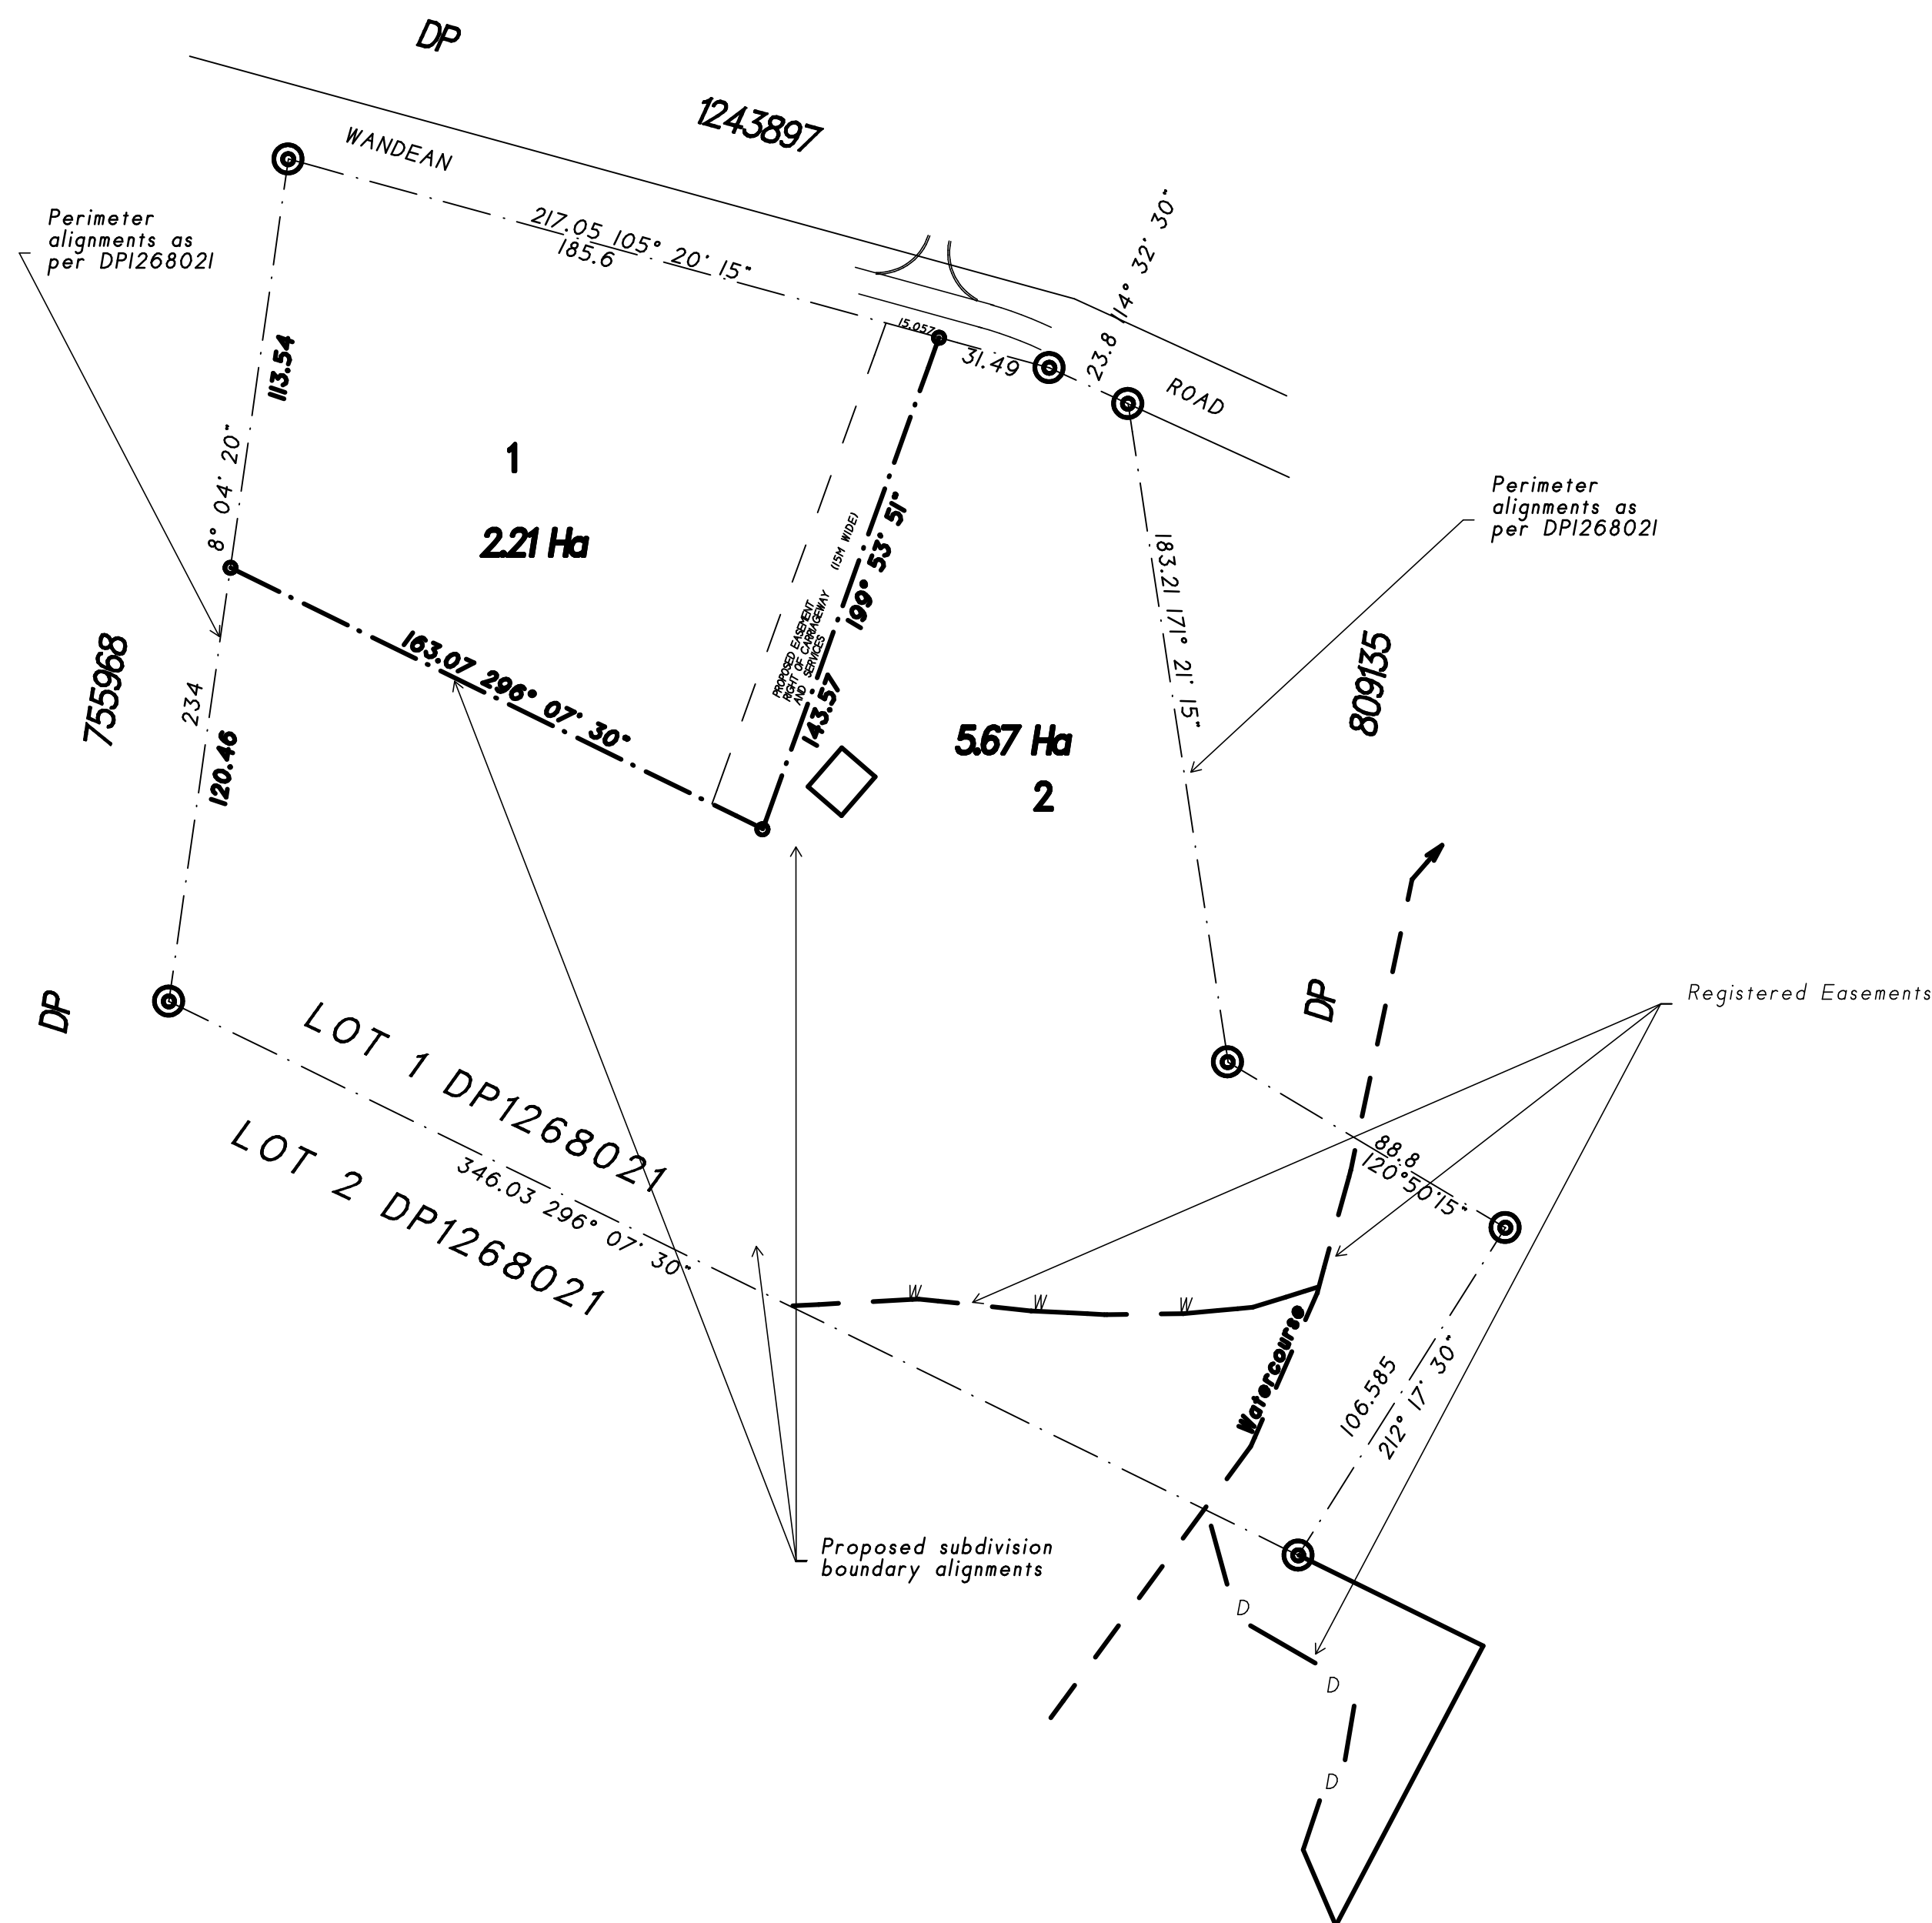 DP
1243897
WANDEAN
217.05 105° 20' 15"
185.6
Perimeter
alignments as
per DP1268021
113.54
8° 04' 20"
15.057
31.49
23.8 114° 32' 30"
ROAD
1
2.21 Ha
Perimeter
alignments as
per DP1268021
183.21 171° 21' 15"
199° 53' 51"
143.57
(15M WIDE)
PROPOSED EASEMENT
RIGHT OF CARRIAGEWAY
AND SERVICES
163.07 296° 07' 30"
755968
234
120.46
809135
5.67 Ha
2
DP
DP
Registered Easements
LOT 1 DP1268021
LOT 2 DP1268021
346.03 296° 07' 30"
88.8
120°50'15"
W
W
W
Watercourse
106.585
212° 17' 30"
Proposed subdivision
boundary alignments
D
D
D